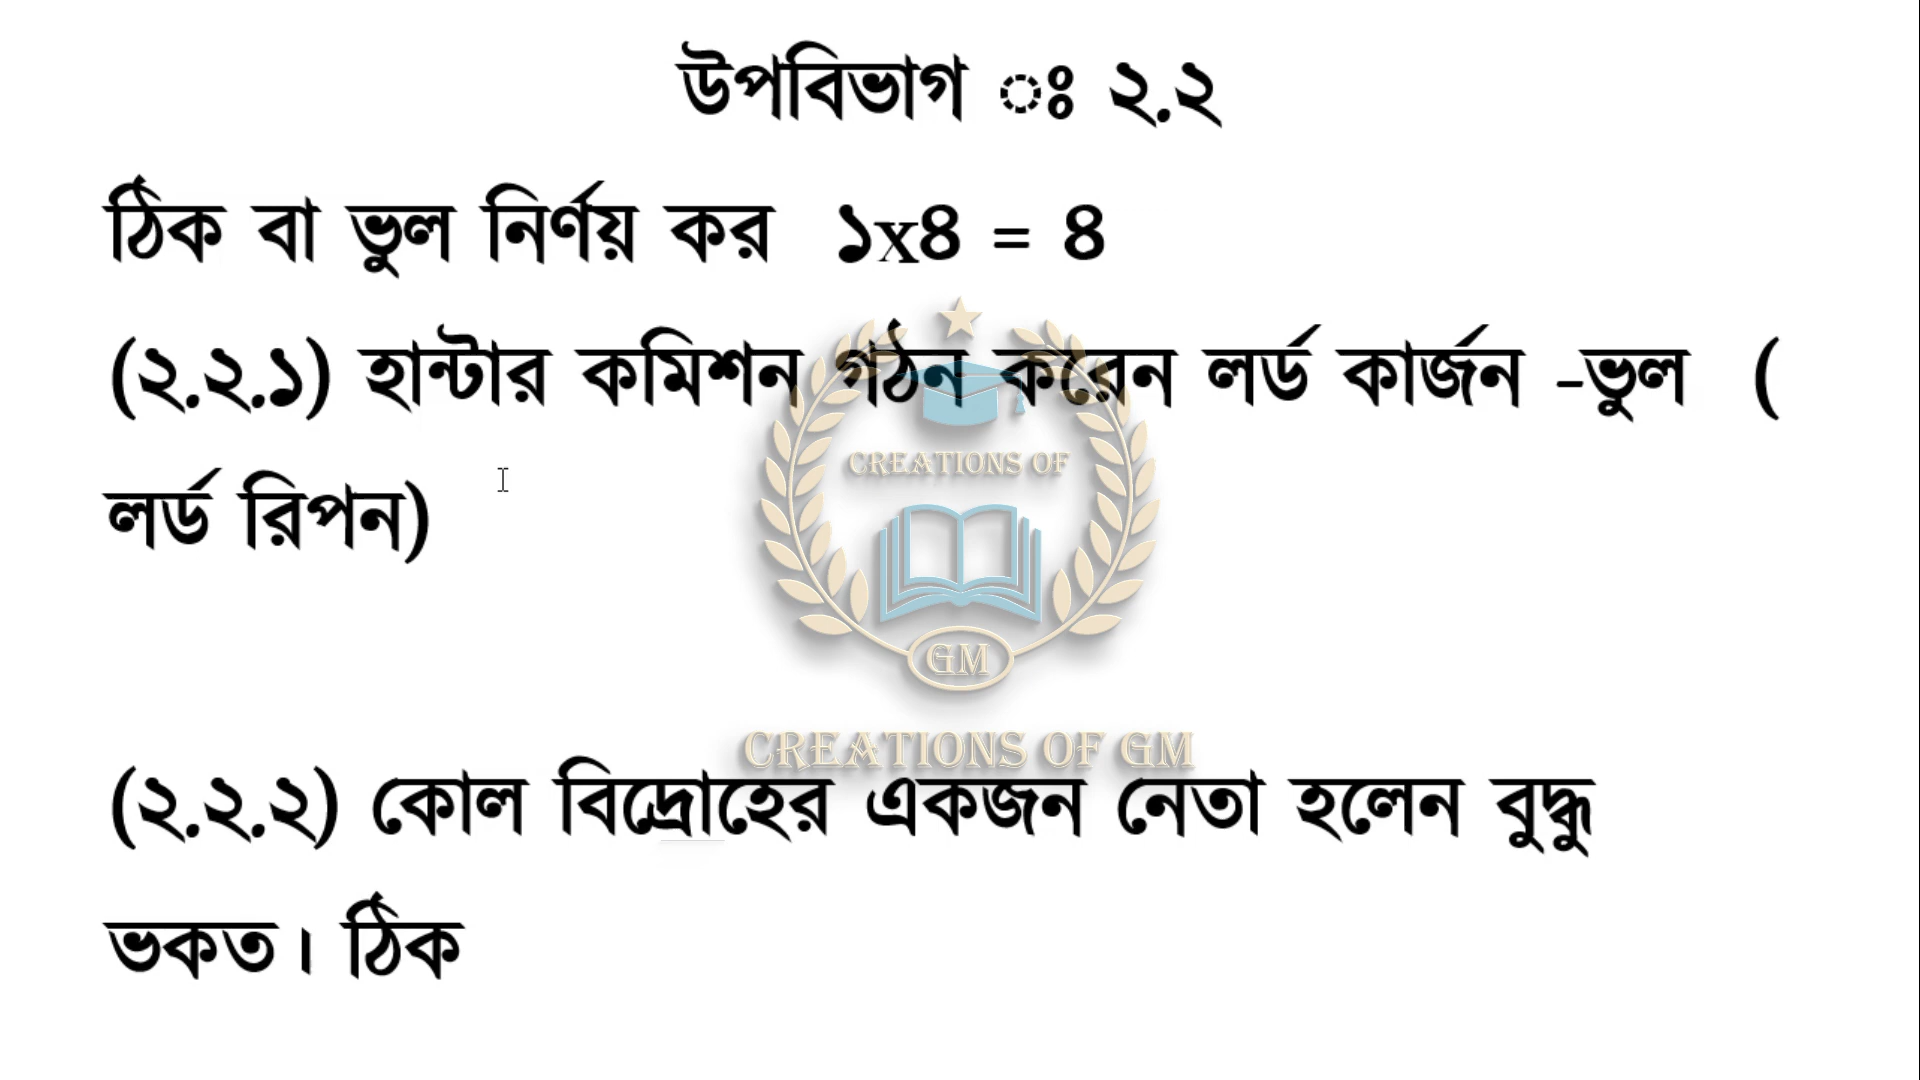 উপবিভাগ ঃ ২.২
ঠিক বা ভুল নির্ণয় কর ১x৪ = ৪
(২.২.১) হান্টার কমিশন গঠন করেন লর্ড কার্জন -ভুল (
লর্ড রিপন)
CREATIONS OF
GM
CREATIONS OF GM
(২.২.২) কোল বিদ্রোহের একজন নেতা হলেন বুদ্ধু
ভকত। ঠিক